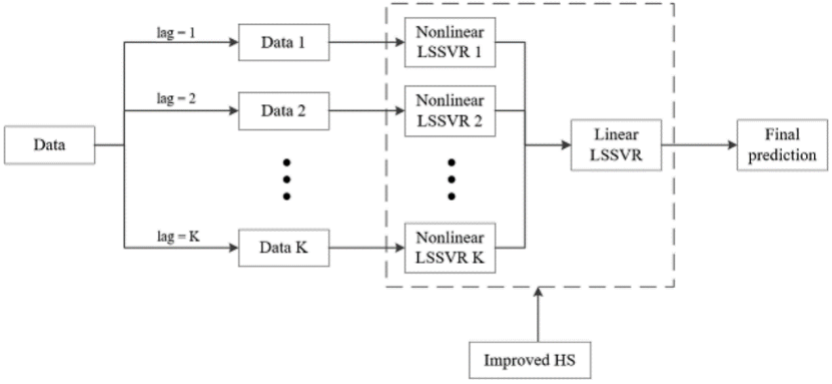 lag = 1
Data 1
Nonlinear
LSSVR 1
lag = 2
Data 2
Nonlinear
LSSVR 2
Data
Linear
LSSVR
Final
prediction
lag = K
Data K
Nonlinear
LSSVR K
Improved HS